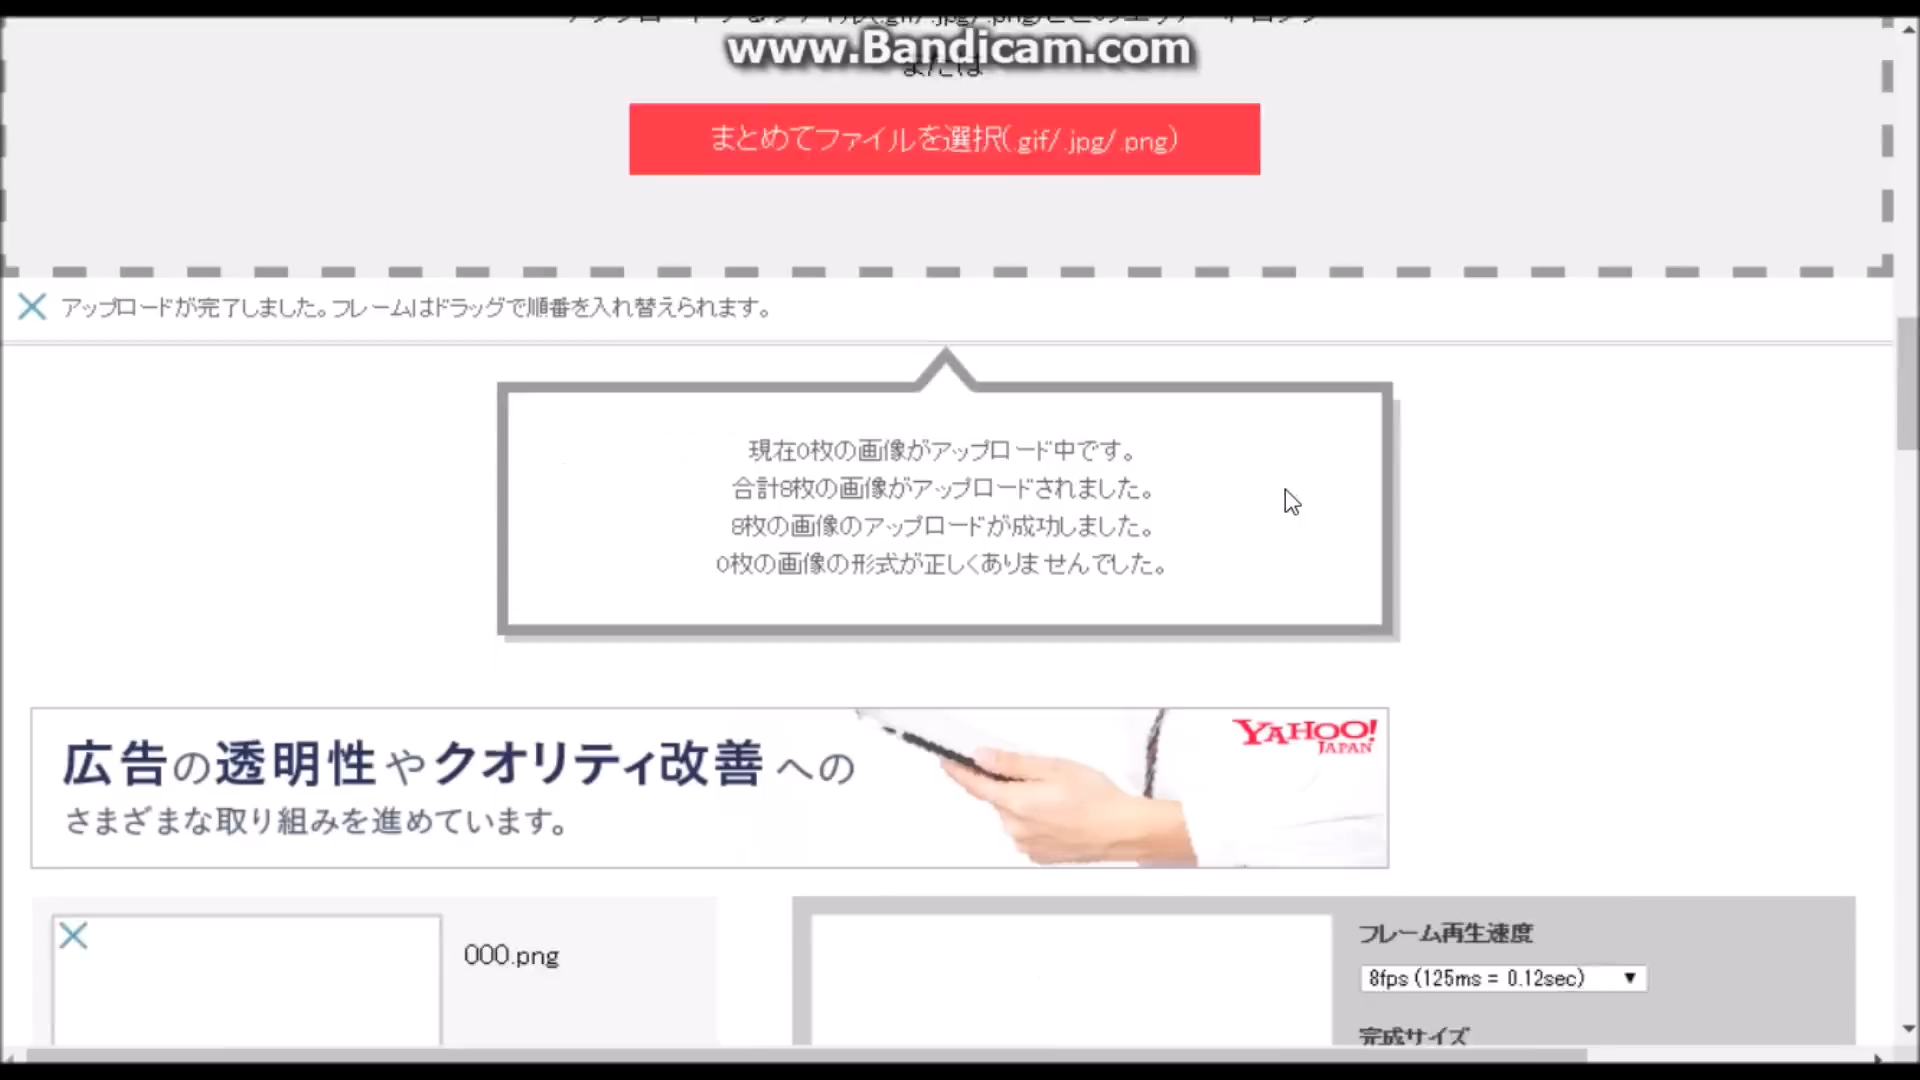 www.Bandicam.com
または
まとめてファイルを選択(.gif/.jpg/.png)
アップロードが完了しました。フレームはドラッグで順番を入れ替えられます。
現在0枚の画像がアップロード中です。
合計8枚の画像がアップロードされました。
8枚の画像のアップロードが成功しました。
0枚の画像の形式が正しくありませんでした。
広告の透明性やクオリティ改善への
さまざまな取り組みを進めています。
YAHOO!
JAPAN
000.png
フレーム再生速度
8fps (125ms = 0.12sec)
完成サイズ